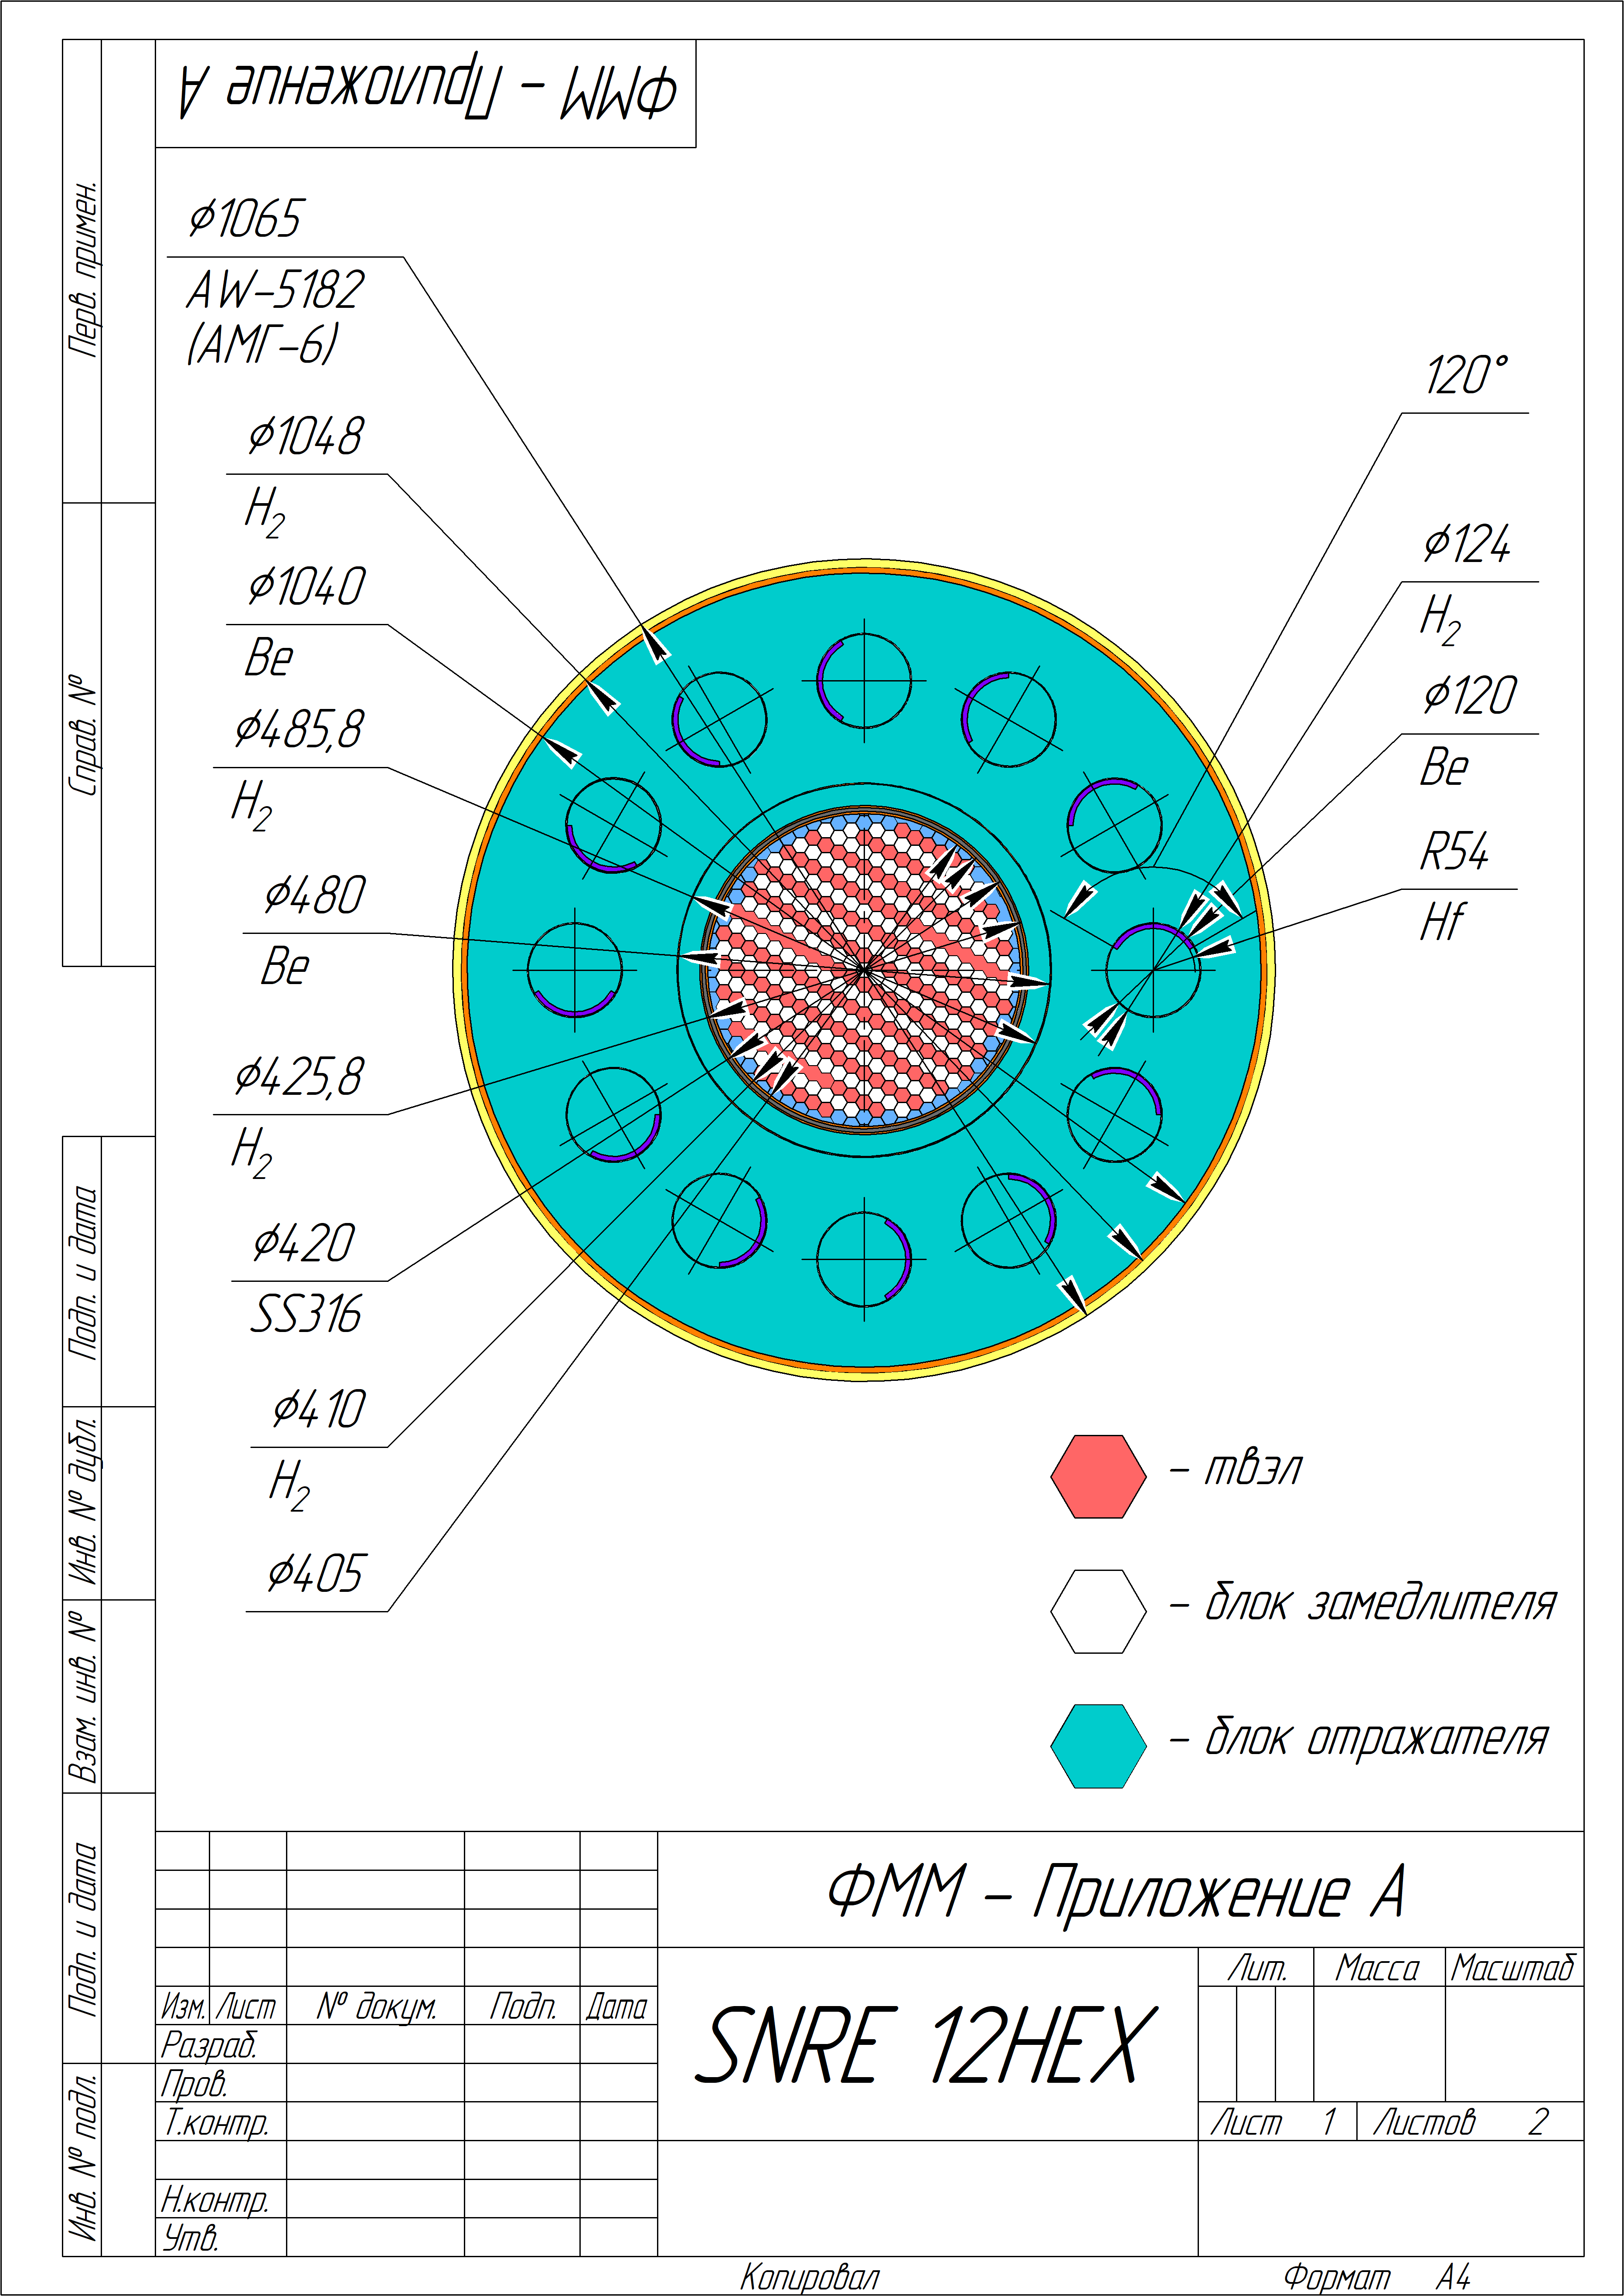 ФММ - Приложение А
Перв. примен.
Справ. №
Подп. и дата
Инв. № дубл.
Взам. инв. №
Подп. и дата
Инв. № подл.
ϕ1065
AW-5182
(АМГ-6)
ϕ1048
H₂
ϕ1040
Be
ϕ485,8
H₂
ϕ480
Be
ϕ425,8
H₂
ϕ420
SS316
ϕ410
H₂
ϕ405
120°
ϕ124
H₂
ϕ120
Be
R54
Hf
- твэл
- блок замедлителя
- блок отражателя
ФММ - Приложение А
Изм. Лист № докум. Подп. Дата
Разраб.
Пров.
Т.контр.
Н.контр.
Утв.
SNRE 12HEX
Лит. Масса Масштаб
Лист 1 Листов 2
Копировал Формат А4